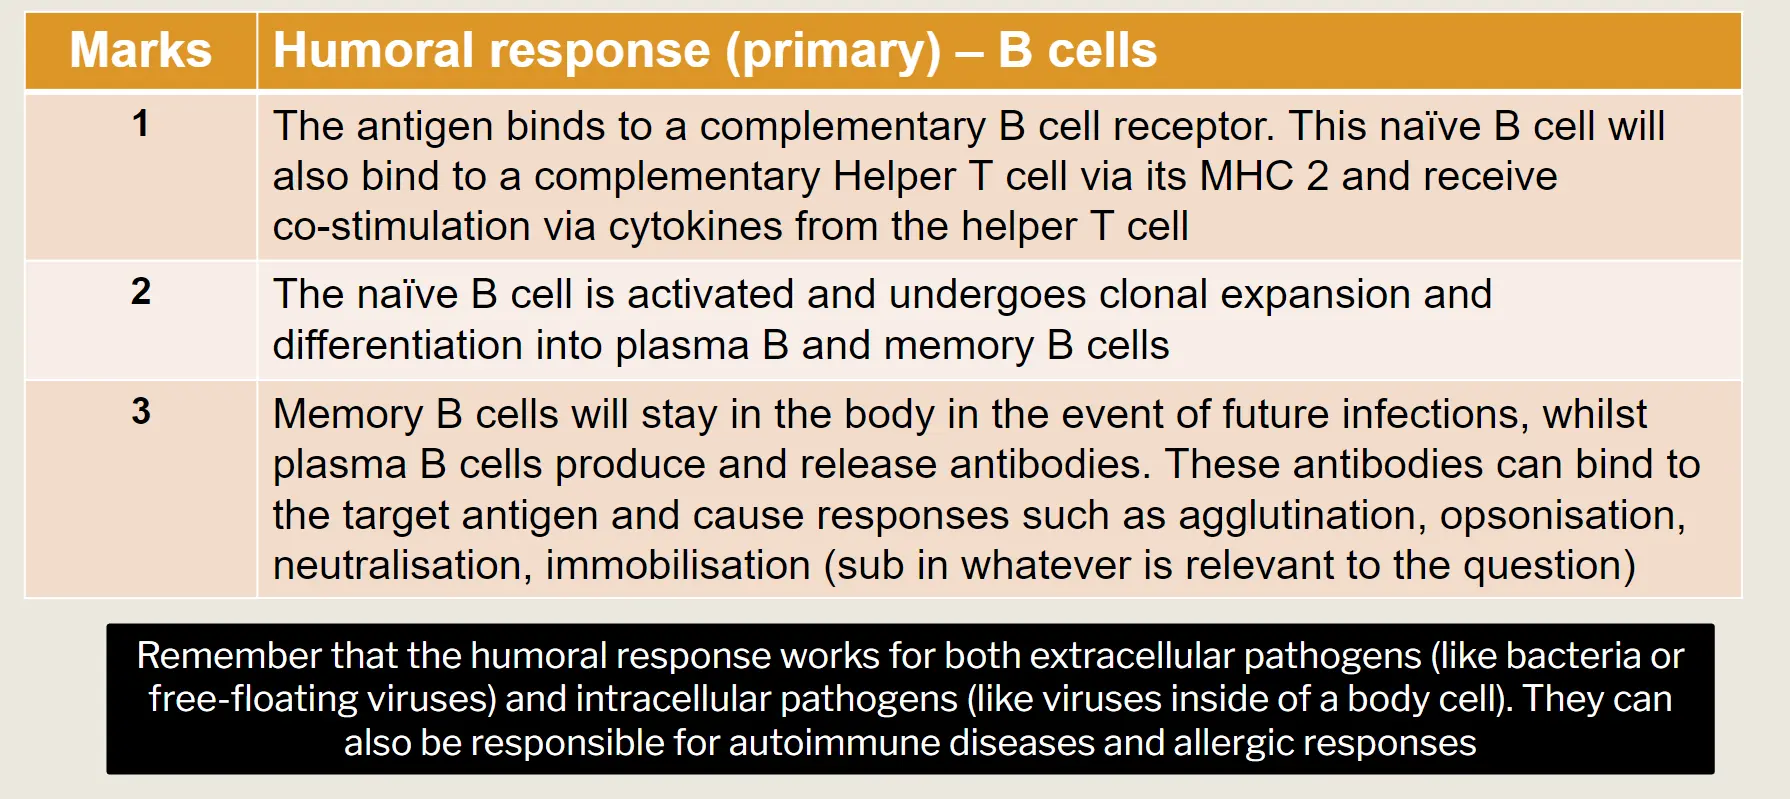 Marks
Humoral response (primary) – B cells
1
The antigen binds to a complementary B cell receptor. This naïve B cell will
also bind to a complementary Helper T cell via its MHC 2 and receive
co-stimulation via cytokines from the helper T cell
2
The naïve B cell is activated and undergoes clonal expansion and
differentiation into plasma B and memory B cells
3
Memory B cells will stay in the body in the event of future infections, whilst
plasma B cells produce and release antibodies. These antibodies can bind to
the target antigen and cause responses such as agglutination, opsonisation,
neutralisation, immobilisation (sub in whatever is relevant to the question)
Remember that the humoral response works for both extracellular pathogens (like bacteria or
free-floating viruses) and intracellular pathogens (like viruses inside of a body cell). They can
also be responsible for autoimmune diseases and allergic responses